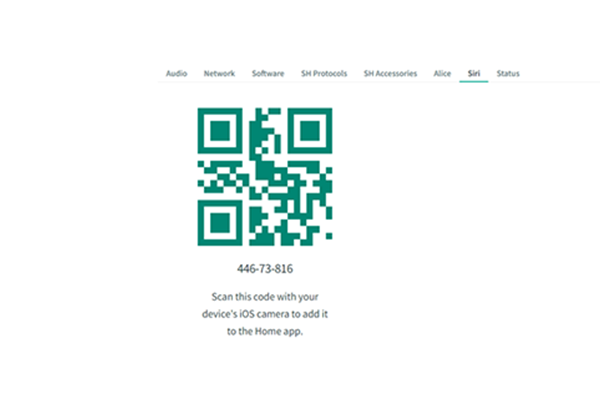 Audio Network Software SH Protocols SH Accessories Alice Siri Status
446-73-816
Scan this code with your
device's iOS camera to add it
to the Home app.